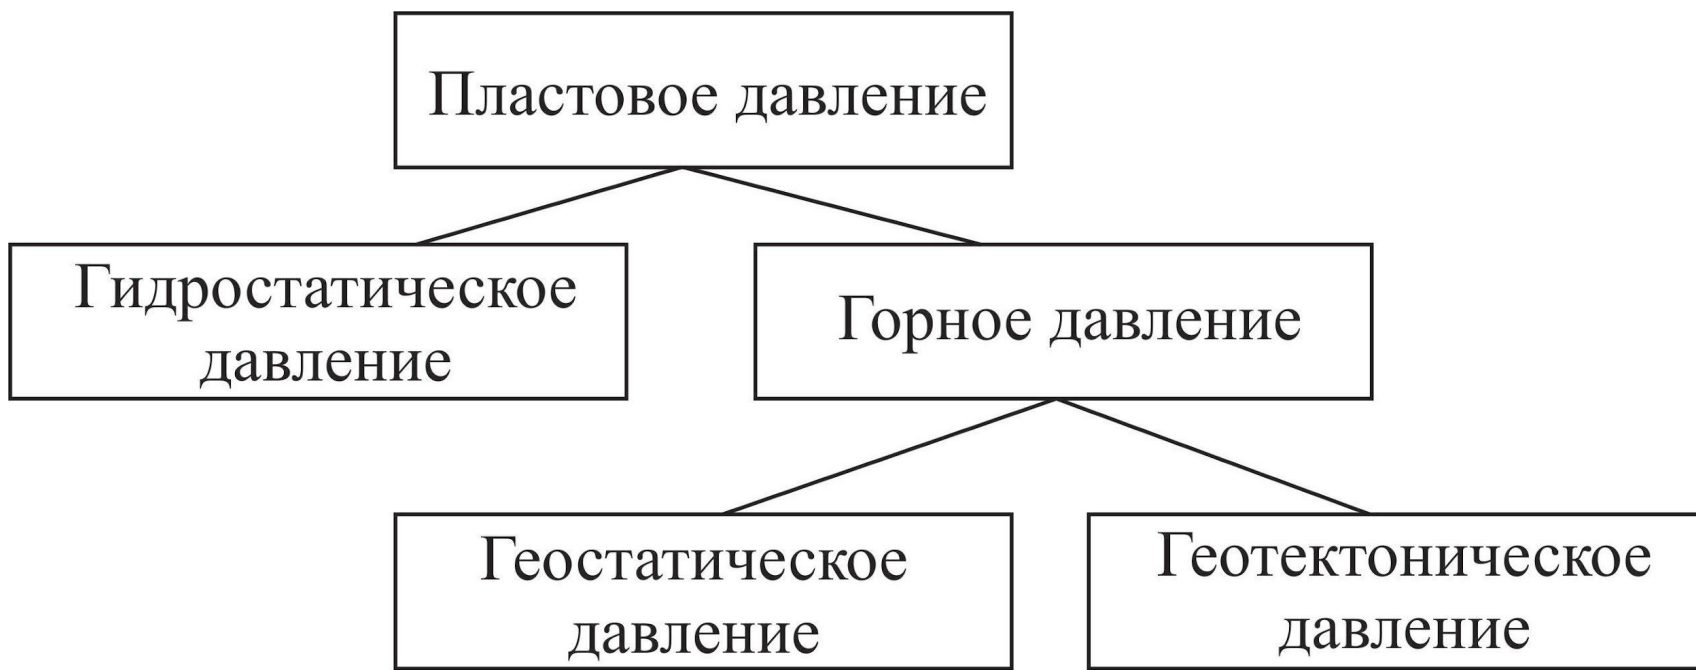 Пластовое давление
Гидростатическое
давление
Горное давление
Геостатическое
давление
Геотектоническое
давление